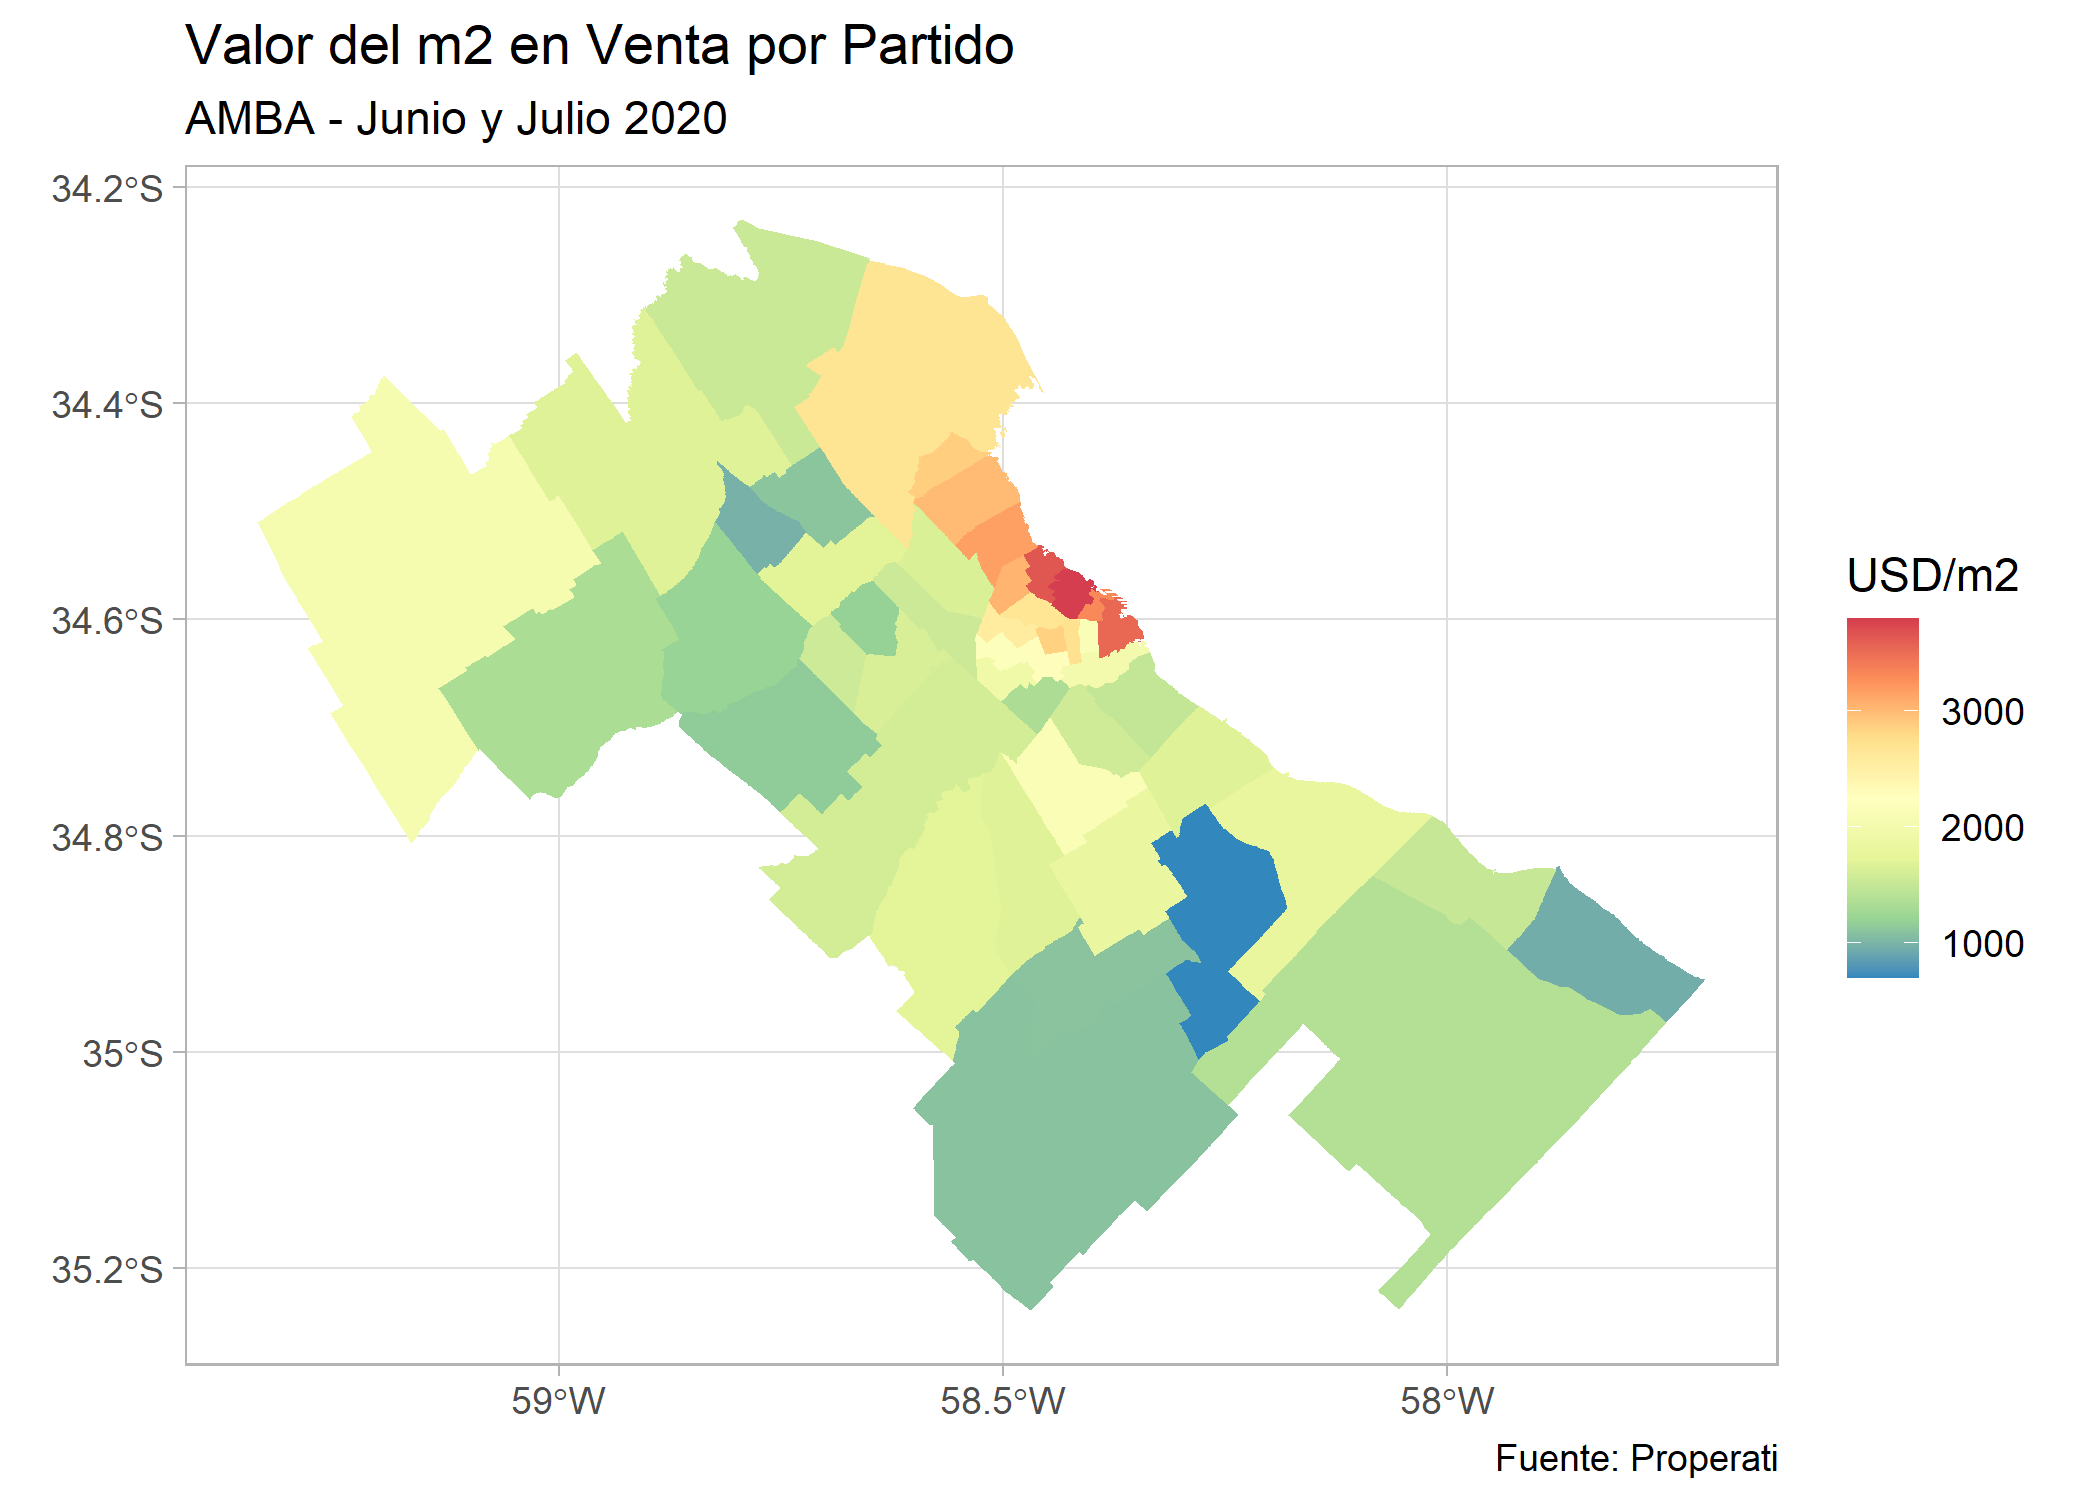 Valor del m2 en Venta por Partido
AMBA - Junio y Julio 2020
34.2°S
34.4°S
34.6°S
34.8°S
35°S
35.2°S
59°W
58.5°W
58°W
USD/m2
3000
2000
1000
Fuente: Properati